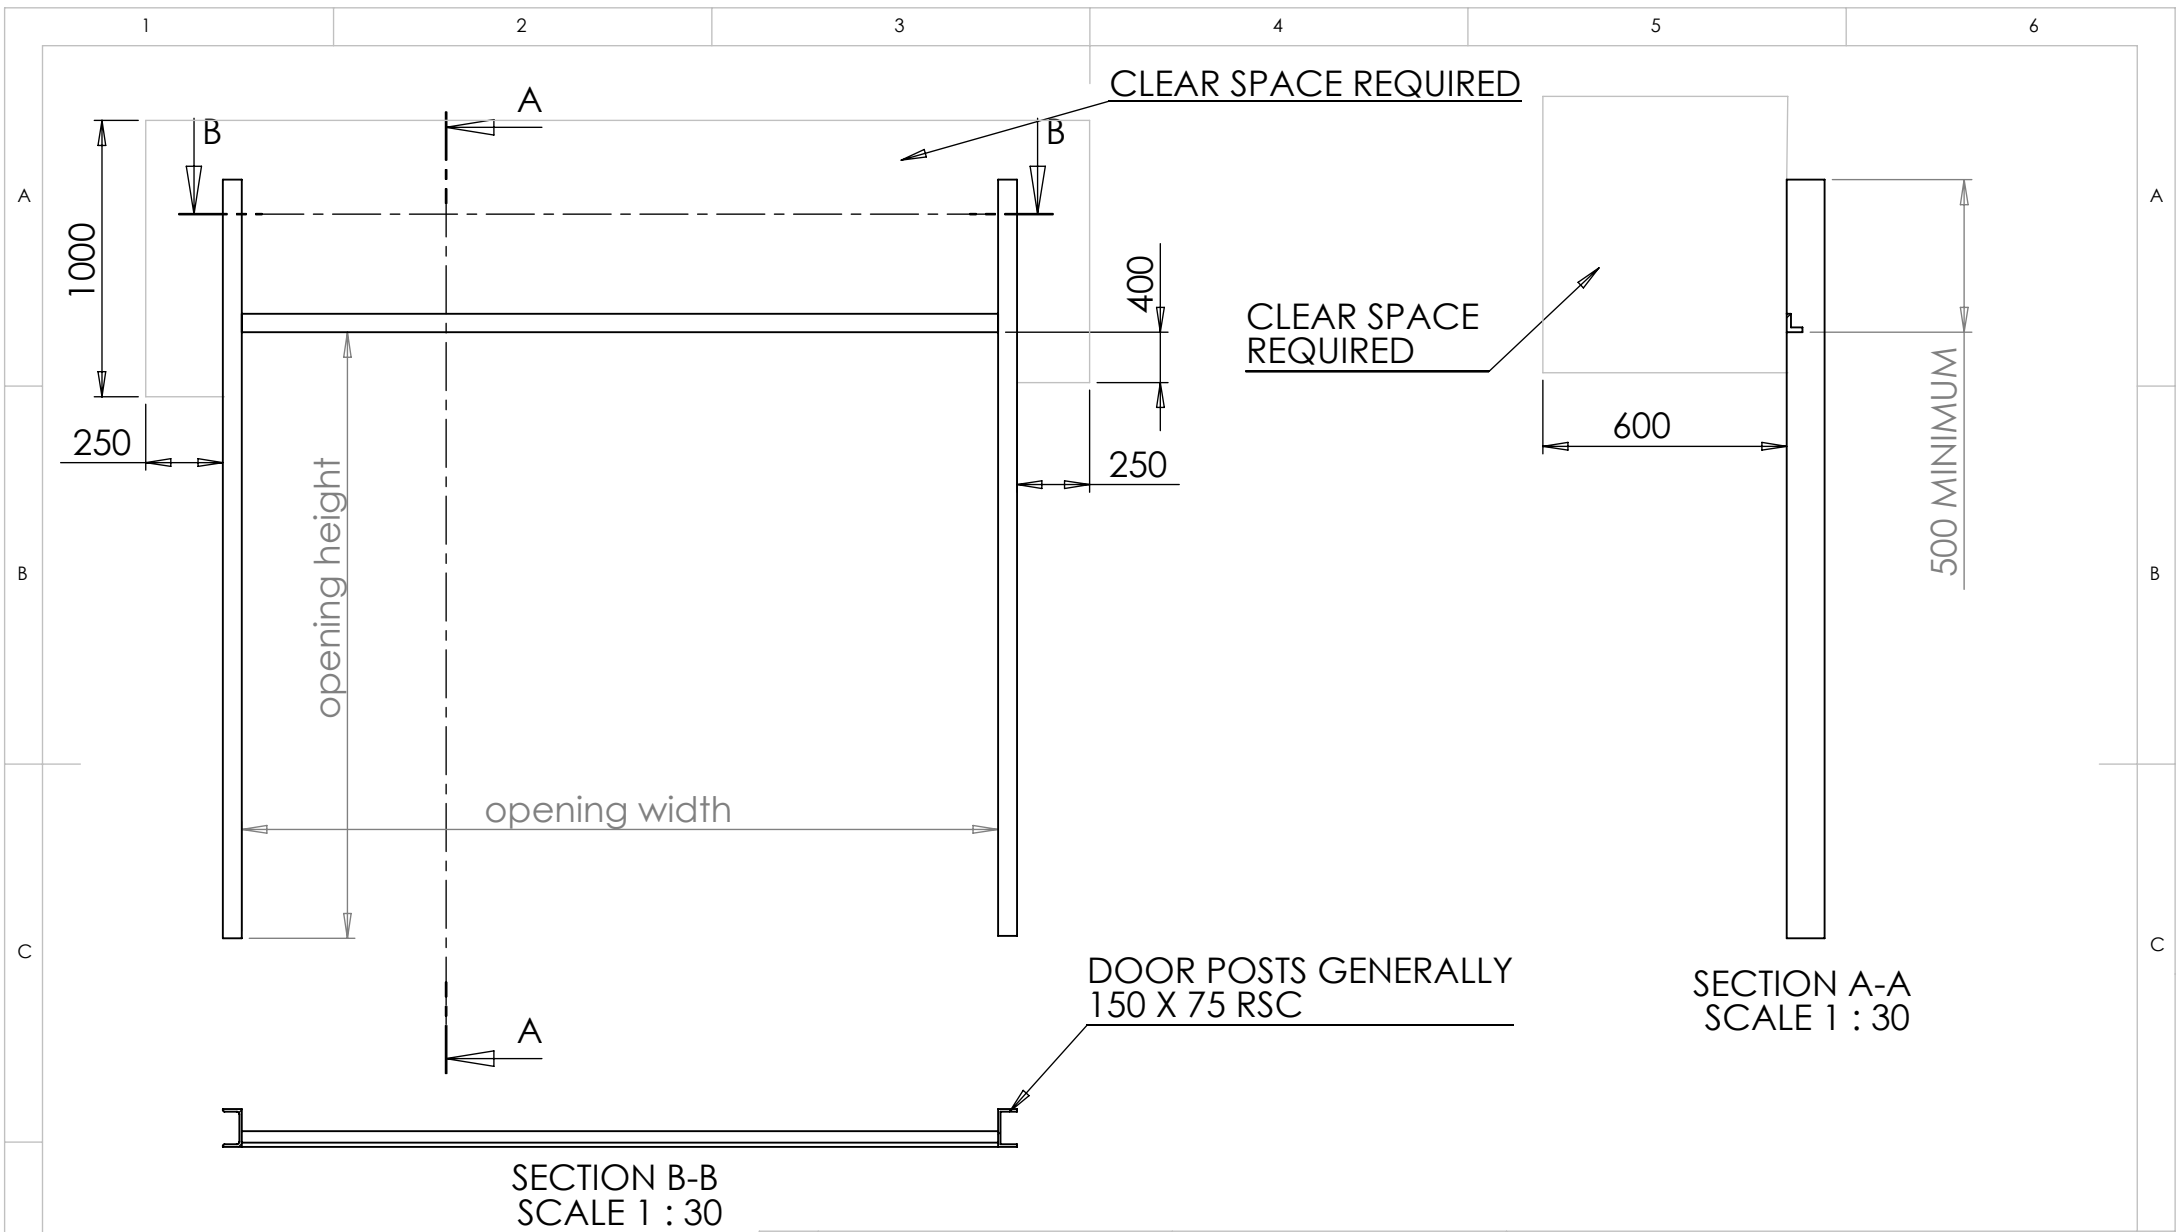 1 2 3 4 5 6
A
CLEAR SPACE REQUIRED
B
B
A
A
1000
400
CLEAR SPACE
REQUIRED
250
250
600
500 MINIMUM
opening height
B
B
opening width
C
C
DOOR POSTS GENERALLY
150 X 75 RSC
SECTION A-A
SCALE 1 : 30
A
SECTION B-B
SCALE 1 : 30